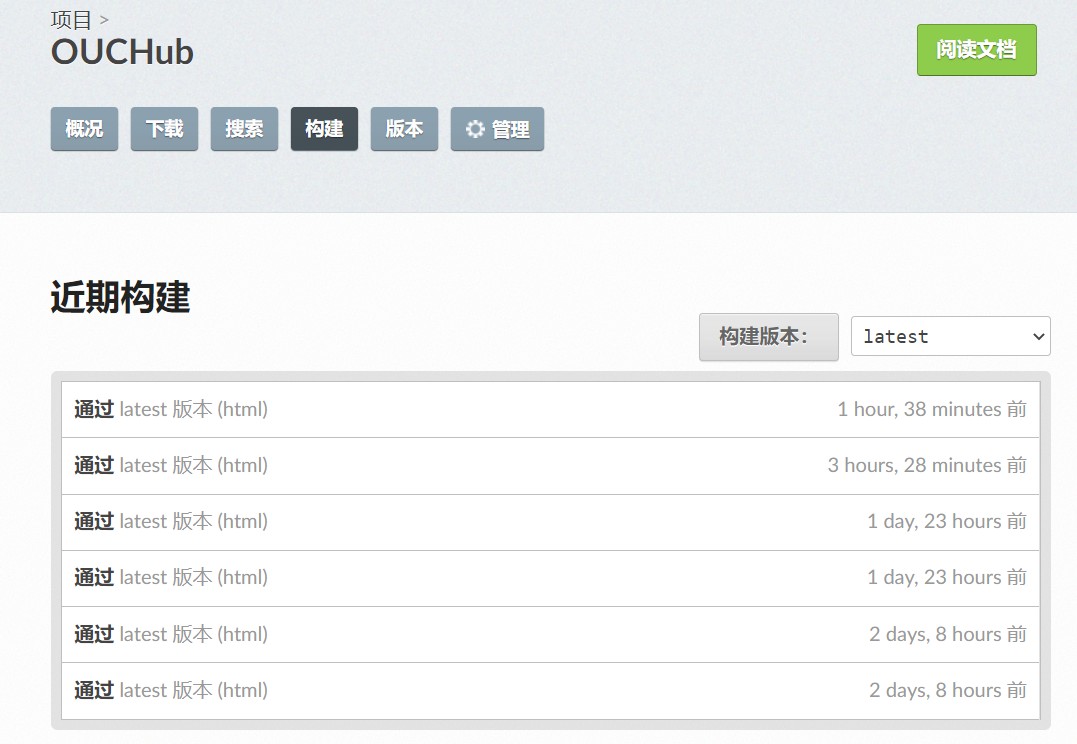 项目 >
OUCHub
阅读文档
概况 下载 搜索 构建 版本 管理
近期构建
构建版本： latest
通过 latest 版本 (html) 1 hour, 38 minutes 前
通过 latest 版本 (html) 3 hours, 28 minutes 前
通过 latest 版本 (html) 1 day, 23 hours 前
通过 latest 版本 (html) 1 day, 23 hours 前
通过 latest 版本 (html) 2 days, 8 hours 前
通过 latest 版本 (html) 2 days, 8 hours 前